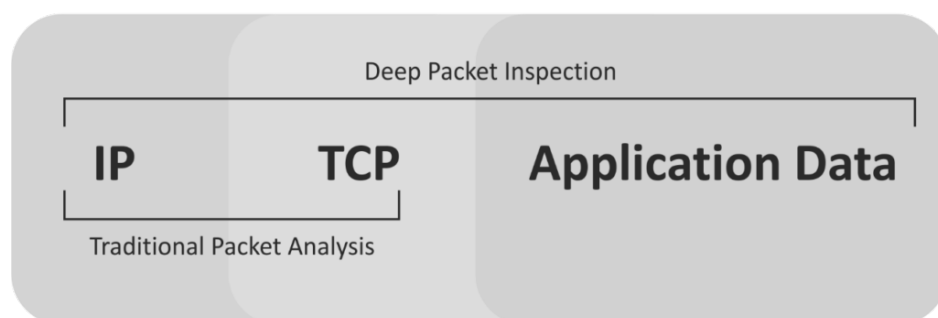 Deep Packet Inspection
IP TCP Application Data
Traditional Packet Analysis